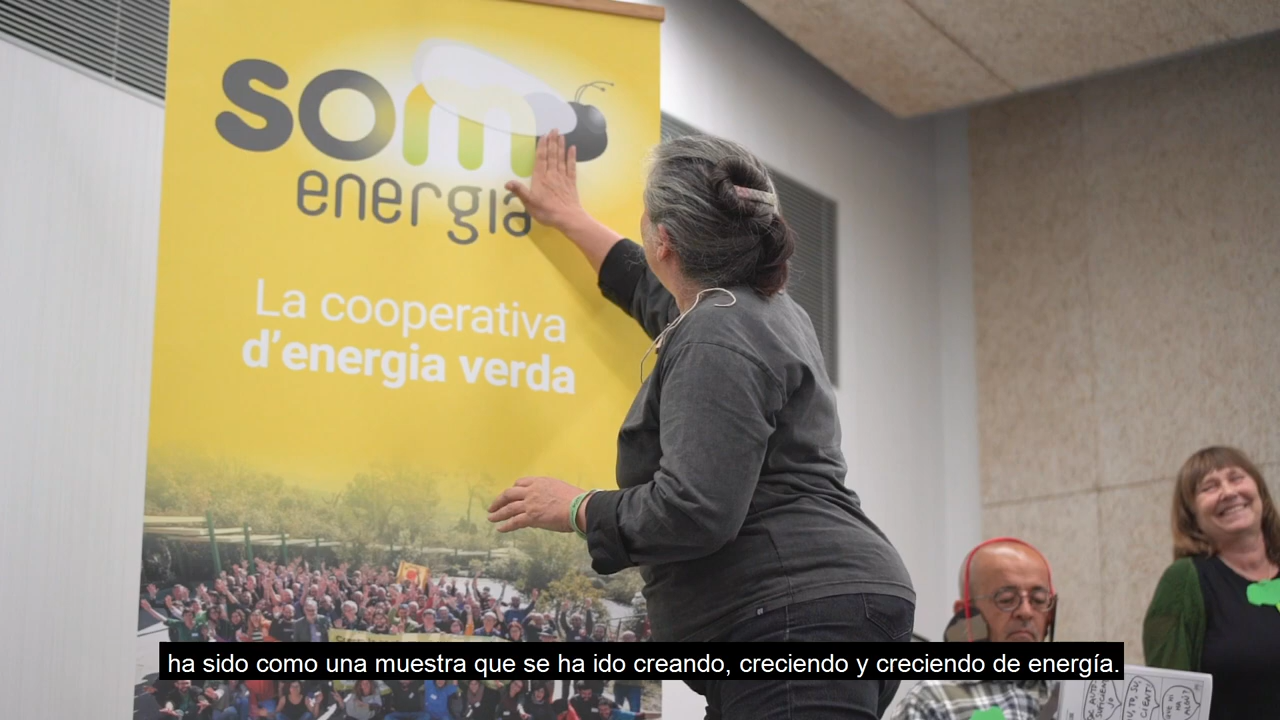 som
energia
La cooperativa
d'energia verda
ha sido como una muestra que se ha ido creando, creciendo y creciendo de energía.